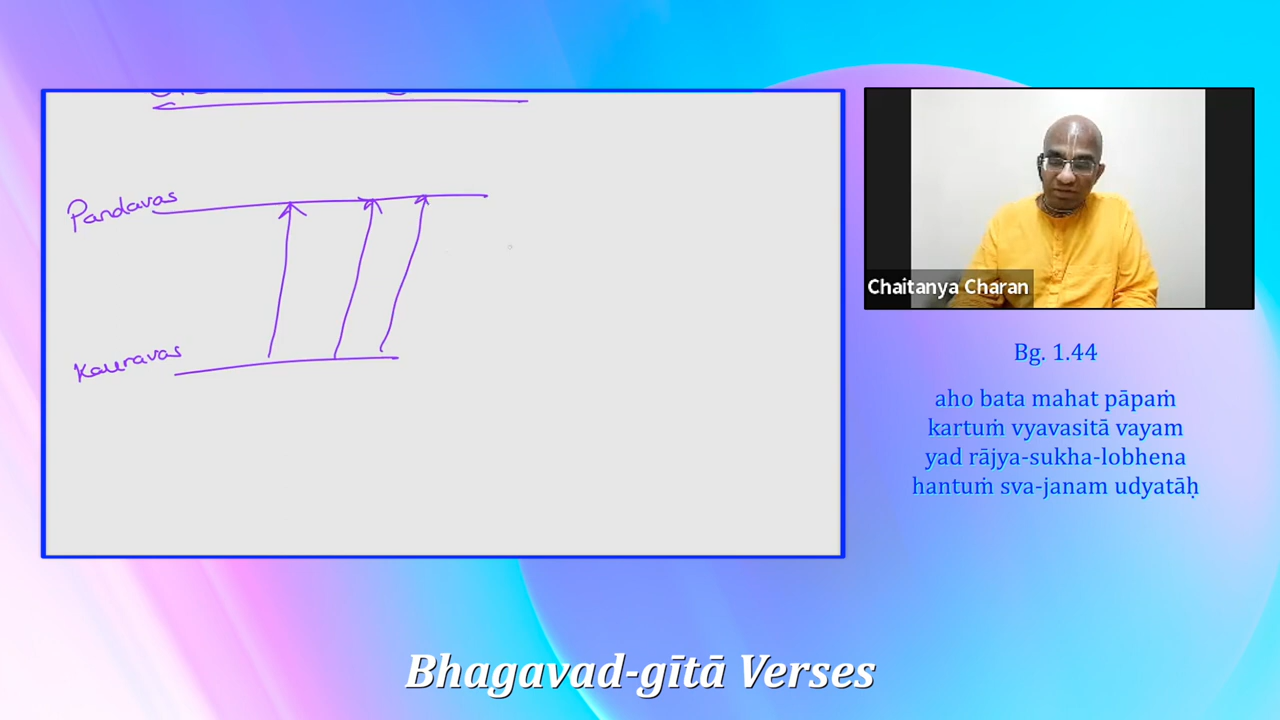 Pandavas
Kauravas
Chaitanya Charan
Bg. 1.44
aho bata mahat pāpaṁ
kartuṁ vyavasitā vayam
yad rājya-sukha-lobhena
hantuṁ sva-janam udyatāḥ
Bhagavad-gītā Verses